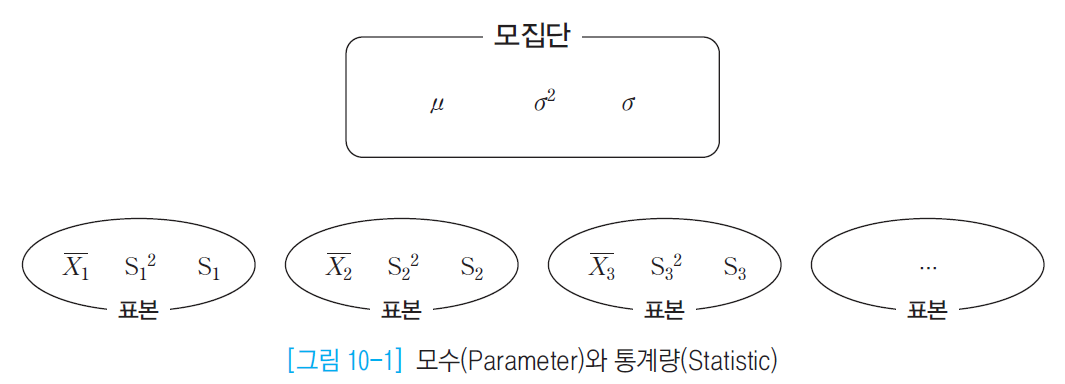 모집단
μ σ² σ
X̅₁ S₁² S₁ X̅₂ S₂² S₂ X̅₃ S₃² S₃ ...
표본 표본 표본 표본
[그림 10-1] 모수(Parameter)와 통계량(Statistic)